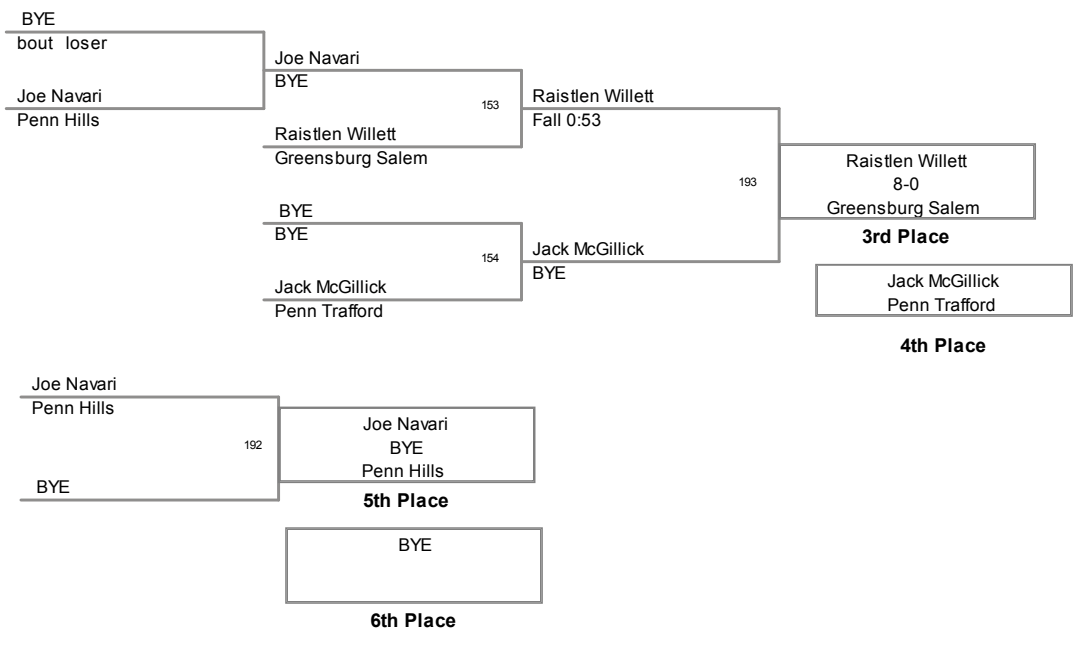 BYE
bout loser
Joe Navari
Penn Hills
Joe Navari
BYE
153
Raistlen Willett
Greensburg Salem
BYE
BYE
154
Jack McGillick
Penn Trafford
Raistlen Willett
Fall 0:53
193
Jack McGillick
BYE
Raistlen Willett
8-0
Greensburg Salem
3rd Place
Jack McGillick
Penn Trafford
4th Place
Joe Navari
Penn Hills
192
BYE
Joe Navari
BYE
Penn Hills
5th Place
BYE
6th Place